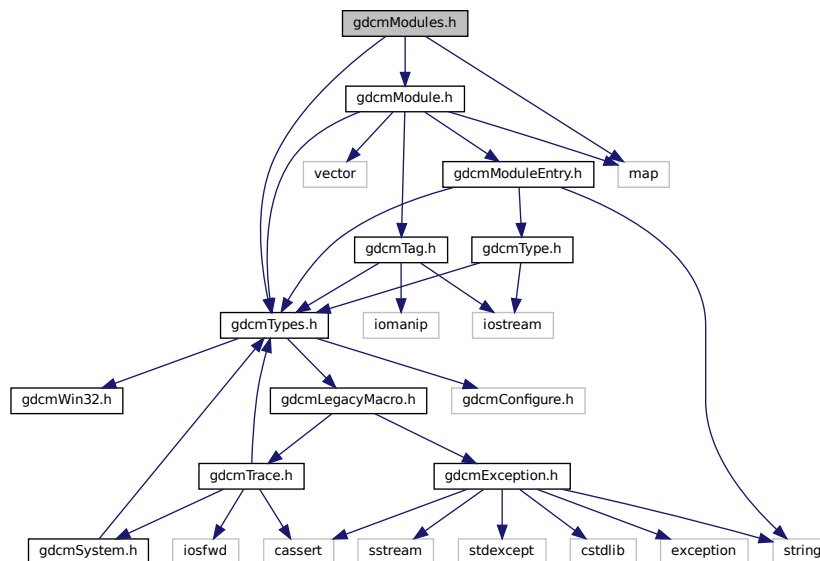 gdcmModules.h
gdcmModule.h
vector
gdcmModuleEntry.h
map
gdcmTag.h
gdcmType.h
gdcmTypes.h
iomanip
iostream
gdcmWin32.h
gdcmLegacyMacro.h
gdcmConfigure.h
gdcmTrace.h
gdcmException.h
gdcmSystem.h
iosfwd
cassert
sstream
stdexcept
cstdlib
exception
string